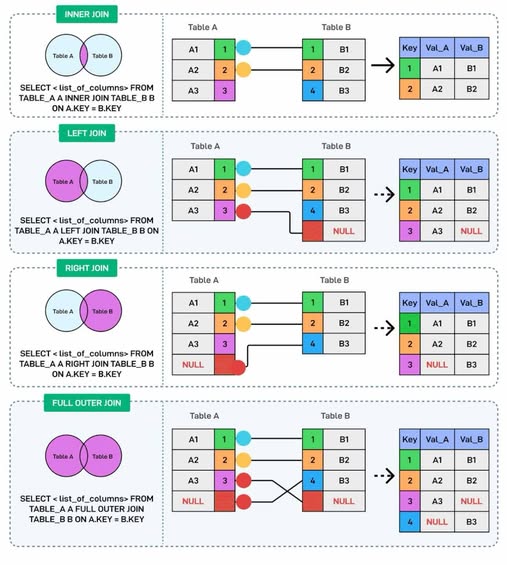 INNER JOIN
Table A
Table B
Table A
Table B
SELECT < list_of_columns> FROM
TABLE_A A INNER JOIN TABLE_B B
ON A.KEY = B.KEY
A1 1
A2 2
A3 3
1 B1
2 B2
4 B3
Key Val_A Val_B
1 A1 B1
2 A2 B2
LEFT JOIN
Table A
Table B
Table A
Table B
SELECT < list_of_columns> FROM
TABLE_A A LEFT JOIN TABLE_B B ON
A.KEY = B.KEY
A1 1
A2 2
A3 3
1 B1
2 B2
4 B3
NULL
Key Val_A Val_B
1 A1 B1
2 A2 B2
3 A3 NULL
RIGHT JOIN
Table A
Table B
Table A
Table B
SELECT < list_of_columns> FROM
TABLE_A A RIGHT JOIN TABLE_B B
ON A.KEY = B.KEY
A1 1
A2 2
A3 3
NULL
1 B1
2 B2
4 B3
Key Val_A Val_B
1 A1 B1
2 A2 B2
3 NULL B3
FULL OUTER JOIN
Table A
Table B
Table A
Table B
SELECT < list_of_columns> FROM
TABLE_A A FULL OUTER JOIN
TABLE_B B ON A.KEY = B.KEY
A1 1
A2 2
A3 3
NULL
1 B1
2 B2
4 B3
NULL
Key Val_A Val_B
1 A1 B1
2 A2 B2
3 A3 NULL
4 NULL B3